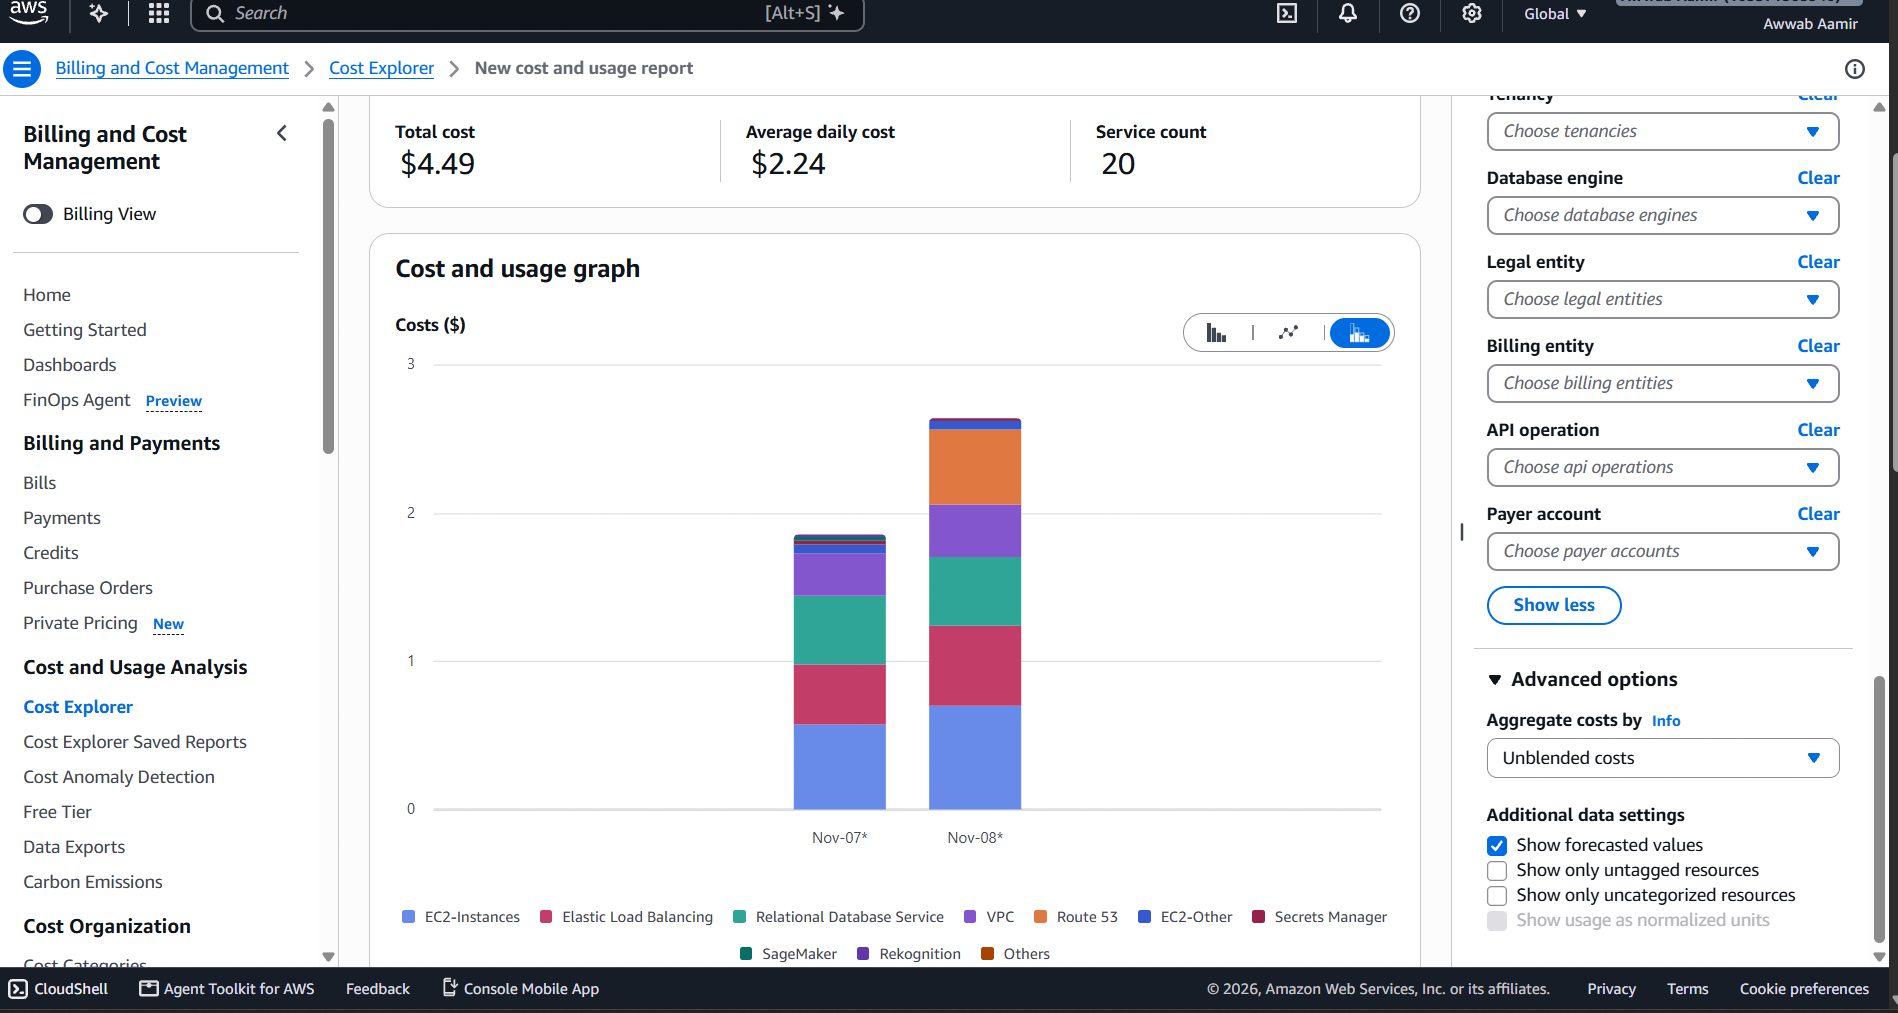 aws
Search
[Alt+S]
Global
Awwab Aamir
Billing and Cost Management
Cost Explorer
New cost and usage report
Billing and Cost
Management
Billing View
Home
Getting Started
Dashboards
FinOps Agent Preview
Billing and Payments
Bills
Payments
Credits
Purchase Orders
Private Pricing New
Cost and Usage Analysis
Cost Explorer
Cost Explorer Saved Reports
Cost Anomaly Detection
Free Tier
Data Exports
Carbon Emissions
Cost Organization
Cost Categories
Total cost
$4.49
Average daily cost
$2.24
Service count
20
Cost and usage graph
Costs ($)
3
2
1
0
Nov-07*
Nov-08*
EC2-Instances
Elastic Load Balancing
Relational Database Service
VPC
Route 53
EC2-Other
Secrets Manager
SageMaker
Rekognition
Others
Tenancy Clear
Choose tenancies
Database engine Clear
Choose database engines
Legal entity Clear
Choose legal entities
Billing entity Clear
Choose billing entities
API operation Clear
Choose api operations
Payer account Clear
Choose payer accounts
Show less
Advanced options
Aggregate costs by Info
Unblended costs
Additional data settings
Show forecasted values
Show only untagged resources
Show only uncategorized resources
Show usage as normalized units
CloudShell
Agent Toolkit for AWS
Feedback
Console Mobile App
© 2026, Amazon Web Services, Inc. or its affiliates.
Privacy
Terms
Cookie preferences